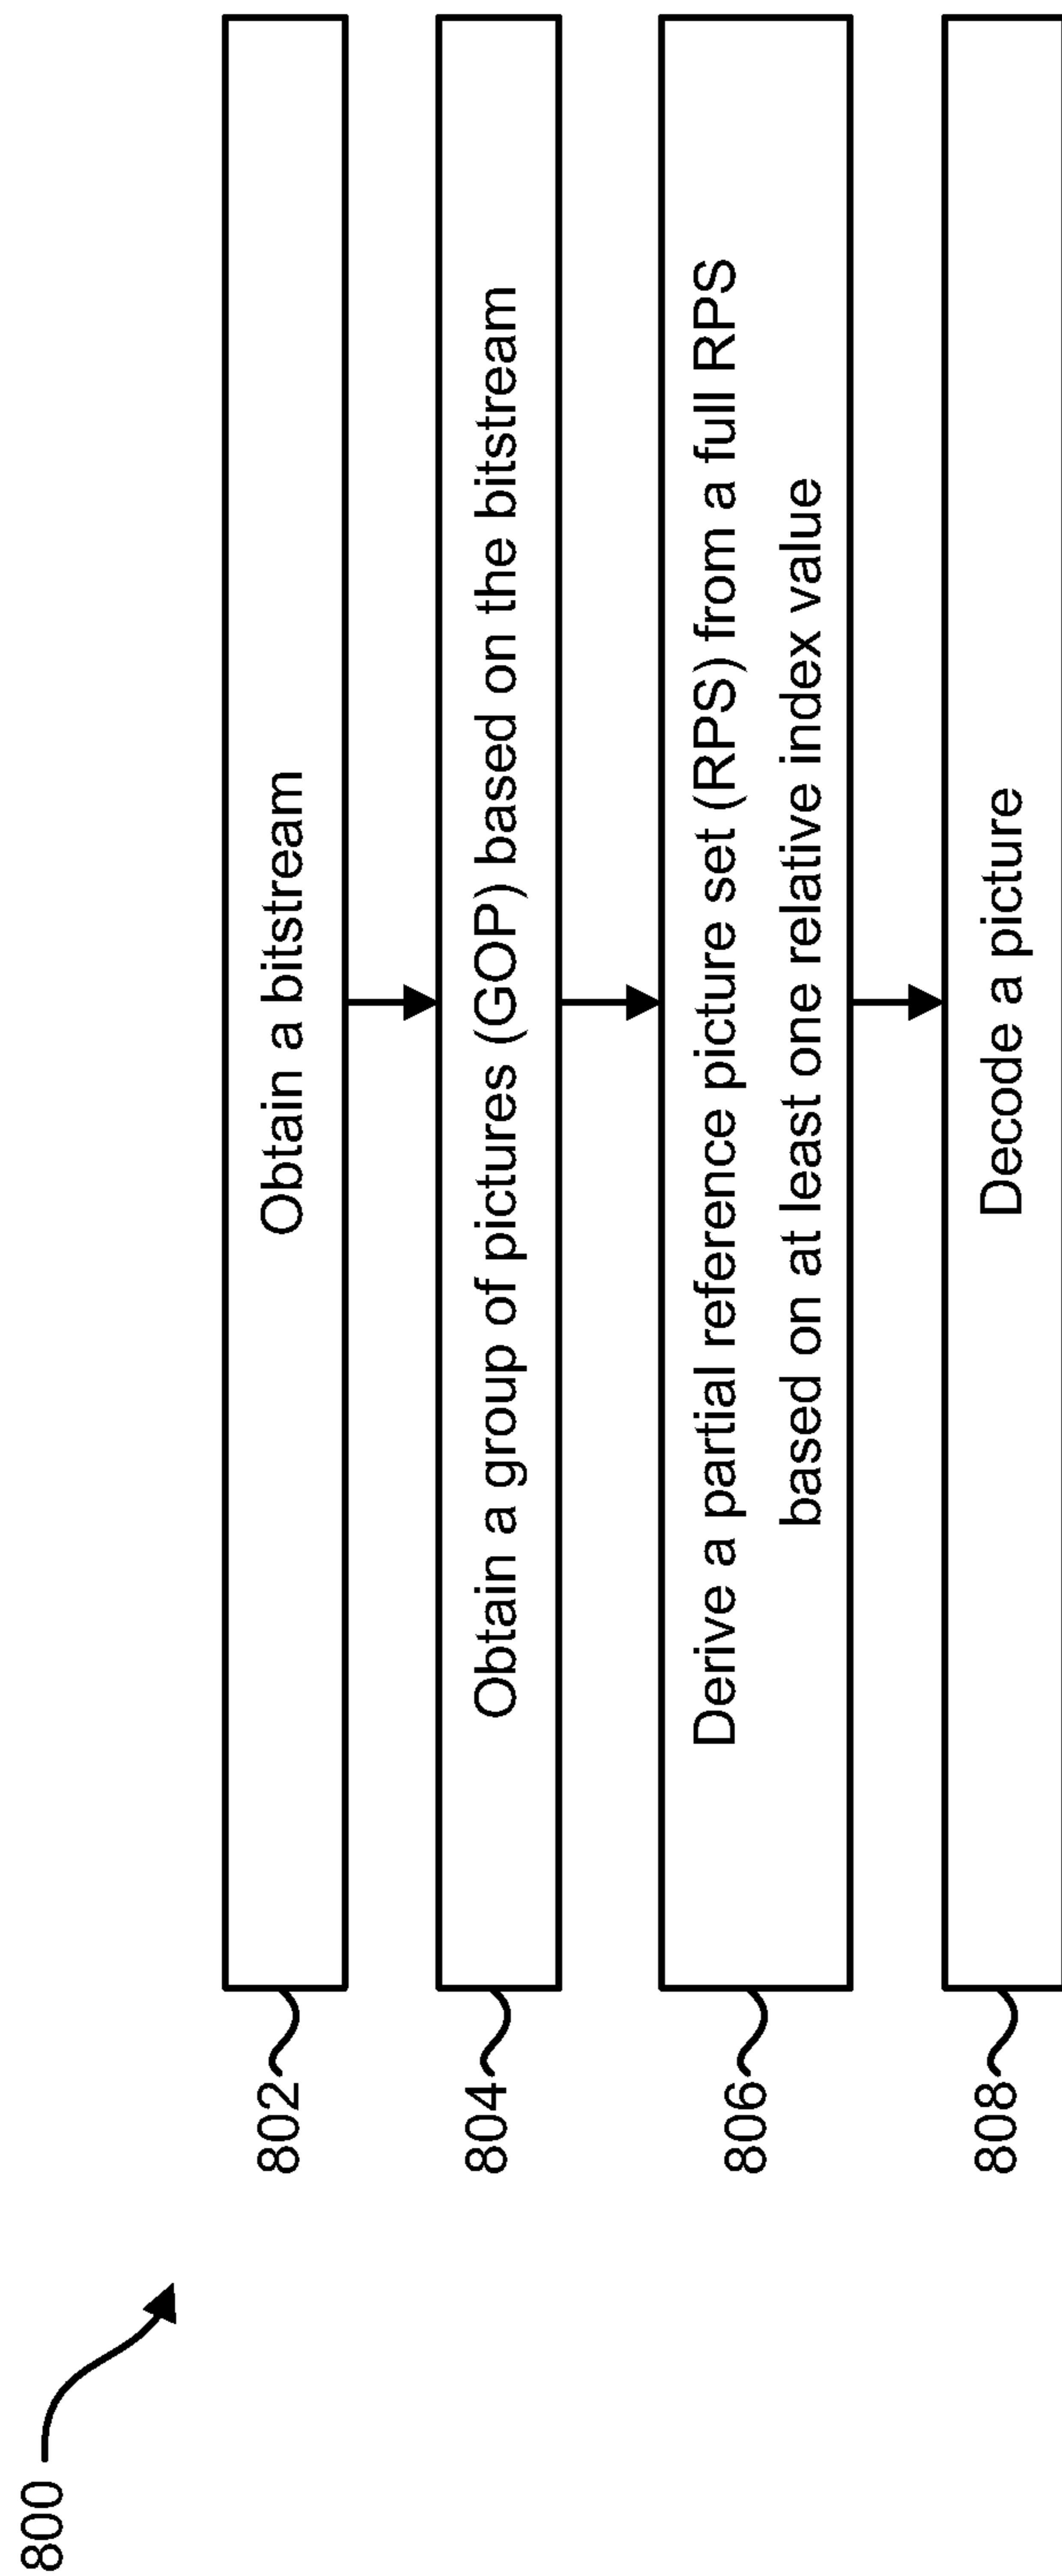 800
802
Obtain a bitstream
804
Obtain a group of pictures (GOP) based on the bitstream
806
Derive a partial reference picture set (RPS) from a full RPS
based on at least one relative index value
808
Decode a picture